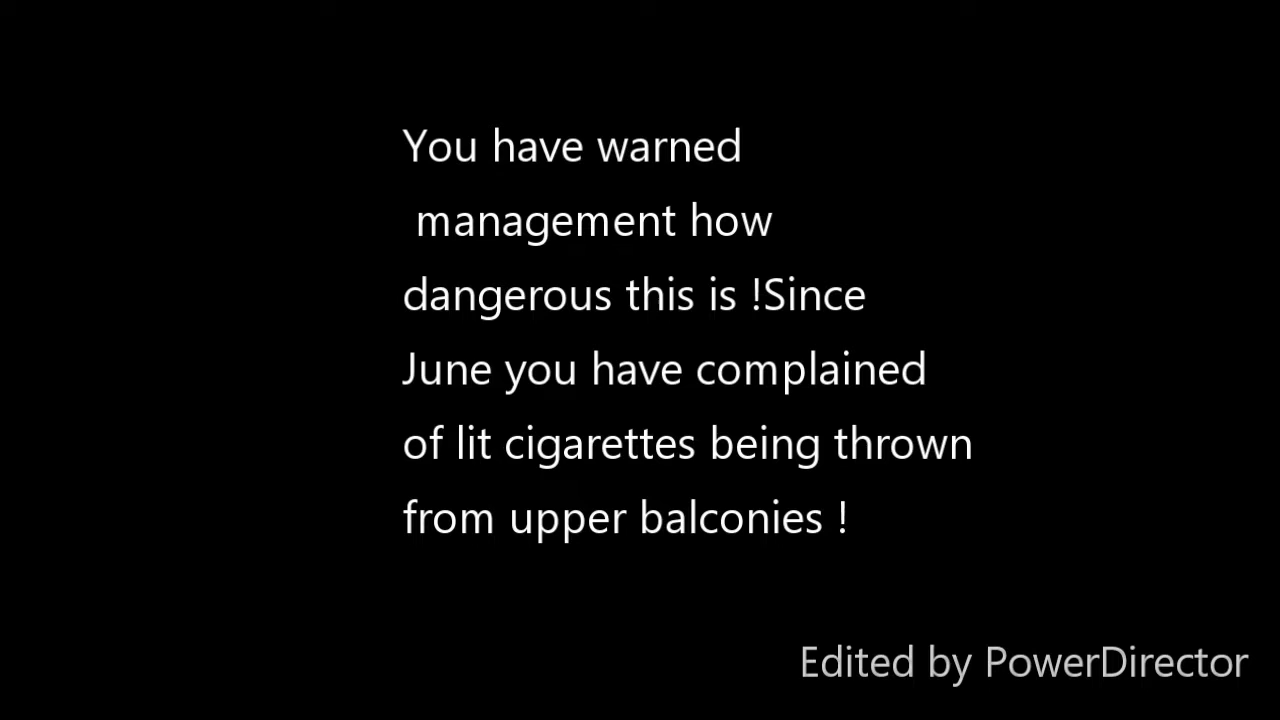 You have warned
management how
dangerous this is !Since
June you have complained
of lit cigarettes being thrown
from upper balconies !
Edited by PowerDirector